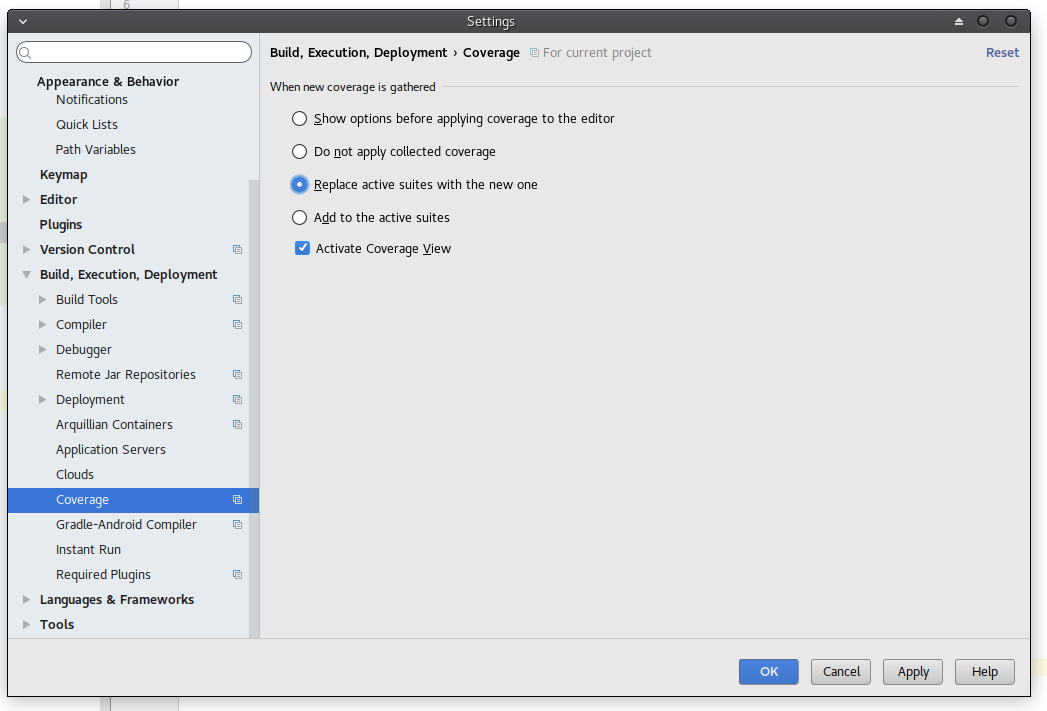 6
Settings
Build, Execution, Deployment › Coverage For current project Reset
Appearance & Behavior
Notifications
Quick Lists
Path Variables
Keymap
Editor
Plugins
Version Control
Build, Execution, Deployment
Build Tools
Compiler
Debugger
Remote Jar Repositories
Deployment
Arquillian Containers
Application Servers
Clouds
Coverage
Gradle-Android Compiler
Instant Run
Required Plugins
Languages & Frameworks
Tools
When new coverage is gathered
Show options before applying coverage to the editor
Do not apply collected coverage
Replace active suites with the new one
Add to the active suites
Activate Coverage View
OK Cancel Apply Help